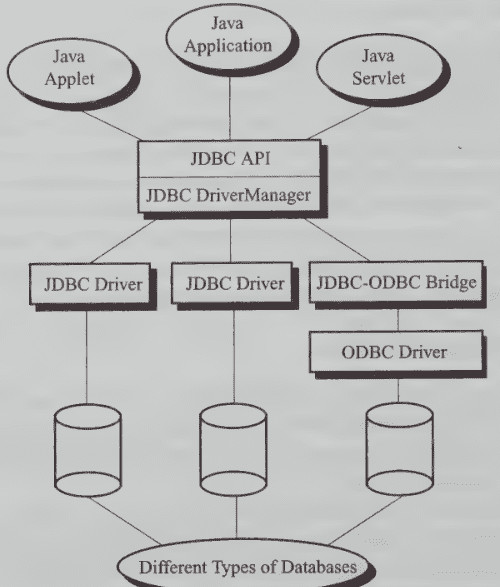 Java
Applet
Java
Application
Java
Servlet
JDBC API
JDBC DriverManager
JDBC Driver
JDBC Driver
JDBC-ODBC Bridge
ODBC Driver
Different Types of Databases